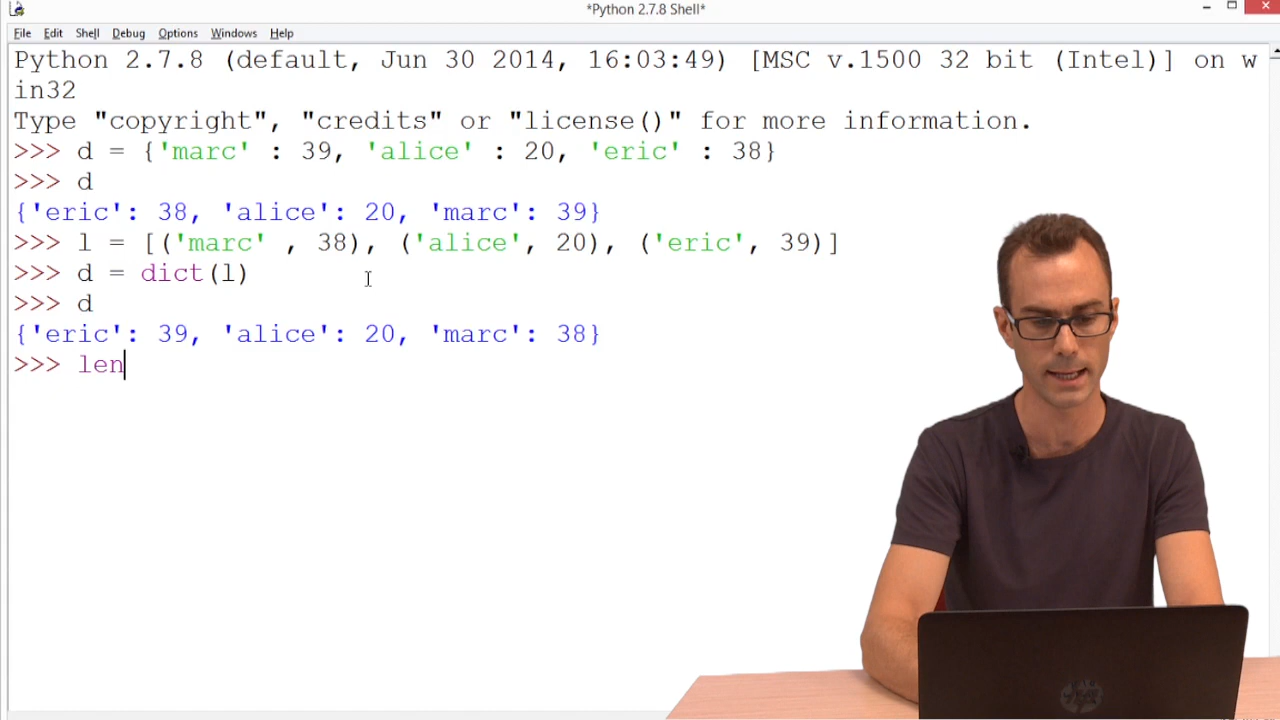 *Python 2.7.8 Shell*
File Edit Shell Debug Options Windows Help
Python 2.7.8 (default, Jun 30 2014, 16:03:49) [MSC v.1500 32 bit (Intel)] on w
in32
Type "copyright", "credits" or "license()" for more information.
>>> d = {'marc' : 39, 'alice' : 20, 'eric' : 38}
>>> d
{'eric': 38, 'alice': 20, 'marc': 39}
>>> l = [('marc' , 38), ('alice', 20), ('eric', 39)]
>>> d = dict(l)
>>> d
{'eric': 39, 'alice': 20, 'marc': 38}
>>> len